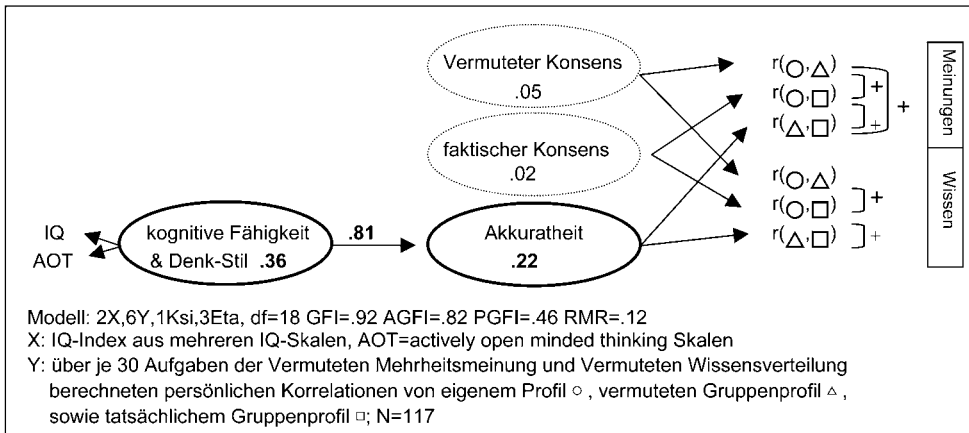 Vermuteter Konsens
.05
faktischer Konsens
.02
IQ
AOT
kognitive Fähigkeit
& Denk-Stil .36
.81
Akkuratheit
.22
r(○,△)
r(○,□)
r(△,□)
+
+
+
r(○,△)
r(○,□)
r(△,□)
+
+
Meinungen
Wissen
Modell: 2X,6Y,1Ksi,3Eta, df=18 GFI=.92 AGFI=.82 PGFI=.46 RMR=.12
X: IQ-Index aus mehreren IQ-Skalen, AOT=actively open minded thinking Skalen
Y: über je 30 Aufgaben der Vermuteten Mehrheitsmeinung und Vermuteten Wissensverteilung
berechneten persönlichen Korrelationen von eigenem Profil ○ , vermuteten Gruppenprofil △ ,
sowie tatsächlichem Gruppenprofil □; N=117